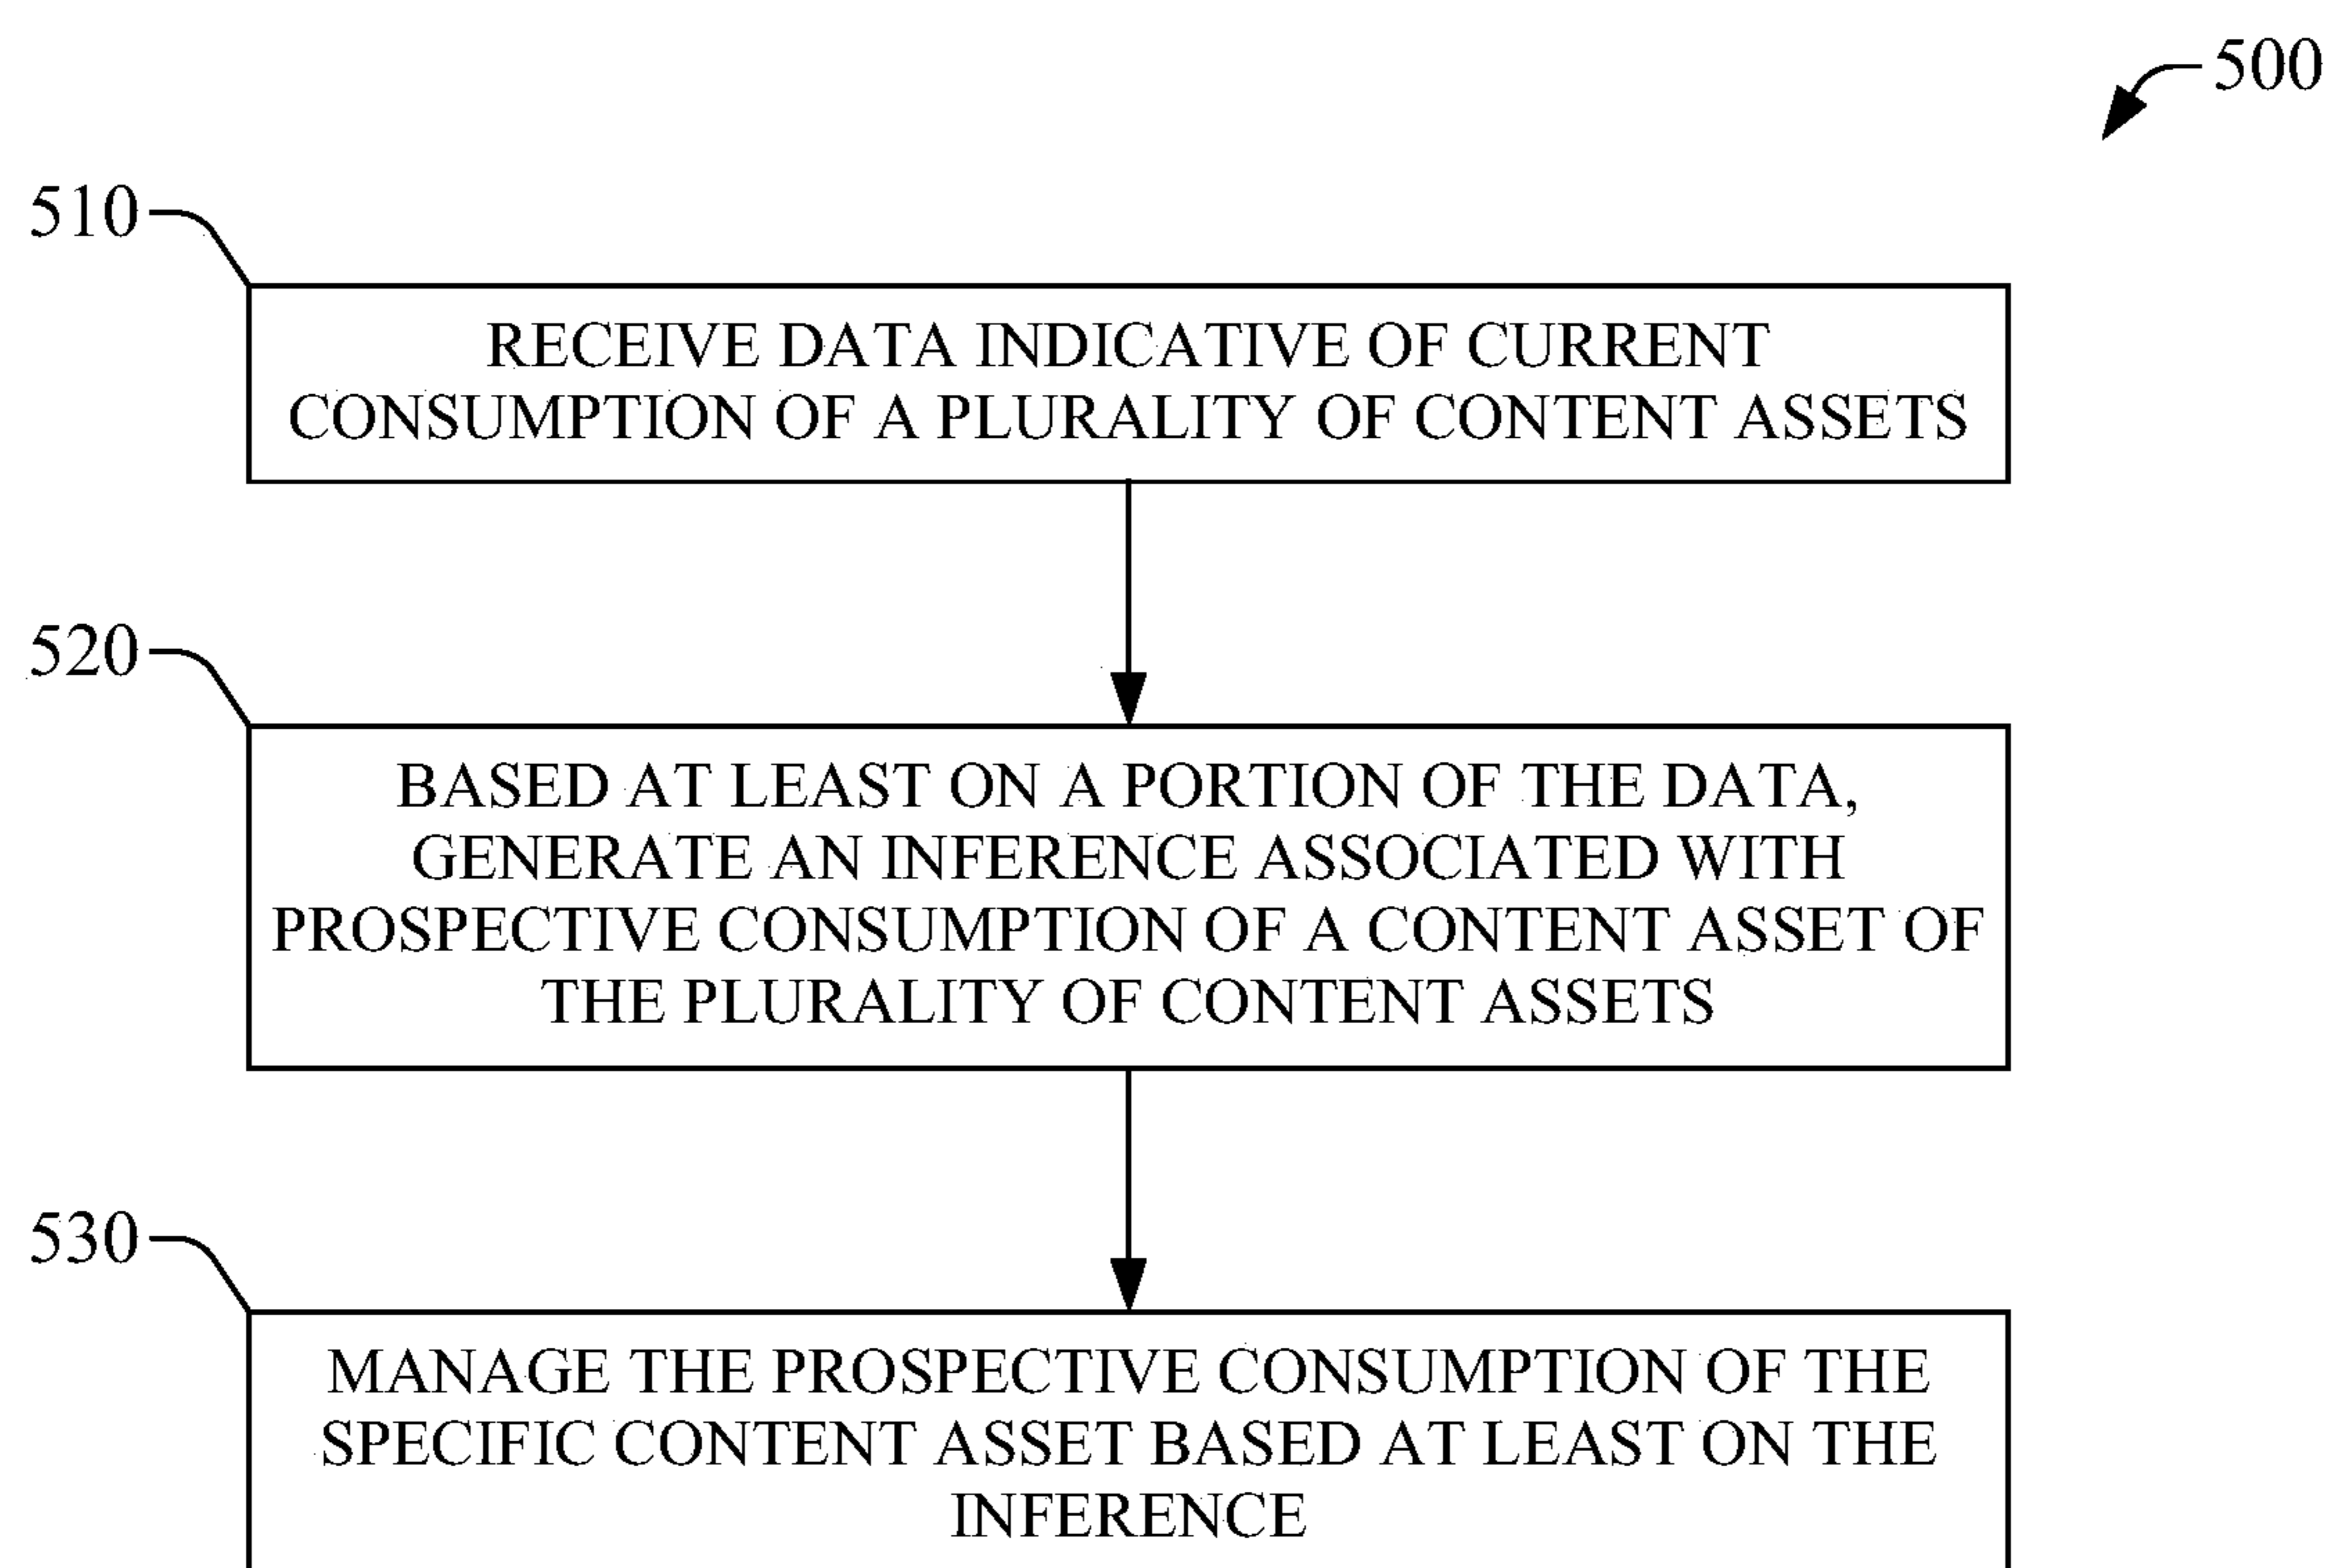 500
510
RECEIVE DATA INDICATIVE OF CURRENT
CONSUMPTION OF A PLURALITY OF CONTENT ASSETS
520
BASED AT LEAST ON A PORTION OF THE DATA,
GENERATE AN INFERENCE ASSOCIATED WITH
PROSPECTIVE CONSUMPTION OF A CONTENT ASSET OF
THE PLURALITY OF CONTENT ASSETS
530
MANAGE THE PROSPECTIVE CONSUMPTION OF THE
SPECIFIC CONTENT ASSET BASED AT LEAST ON THE
INFERENCE